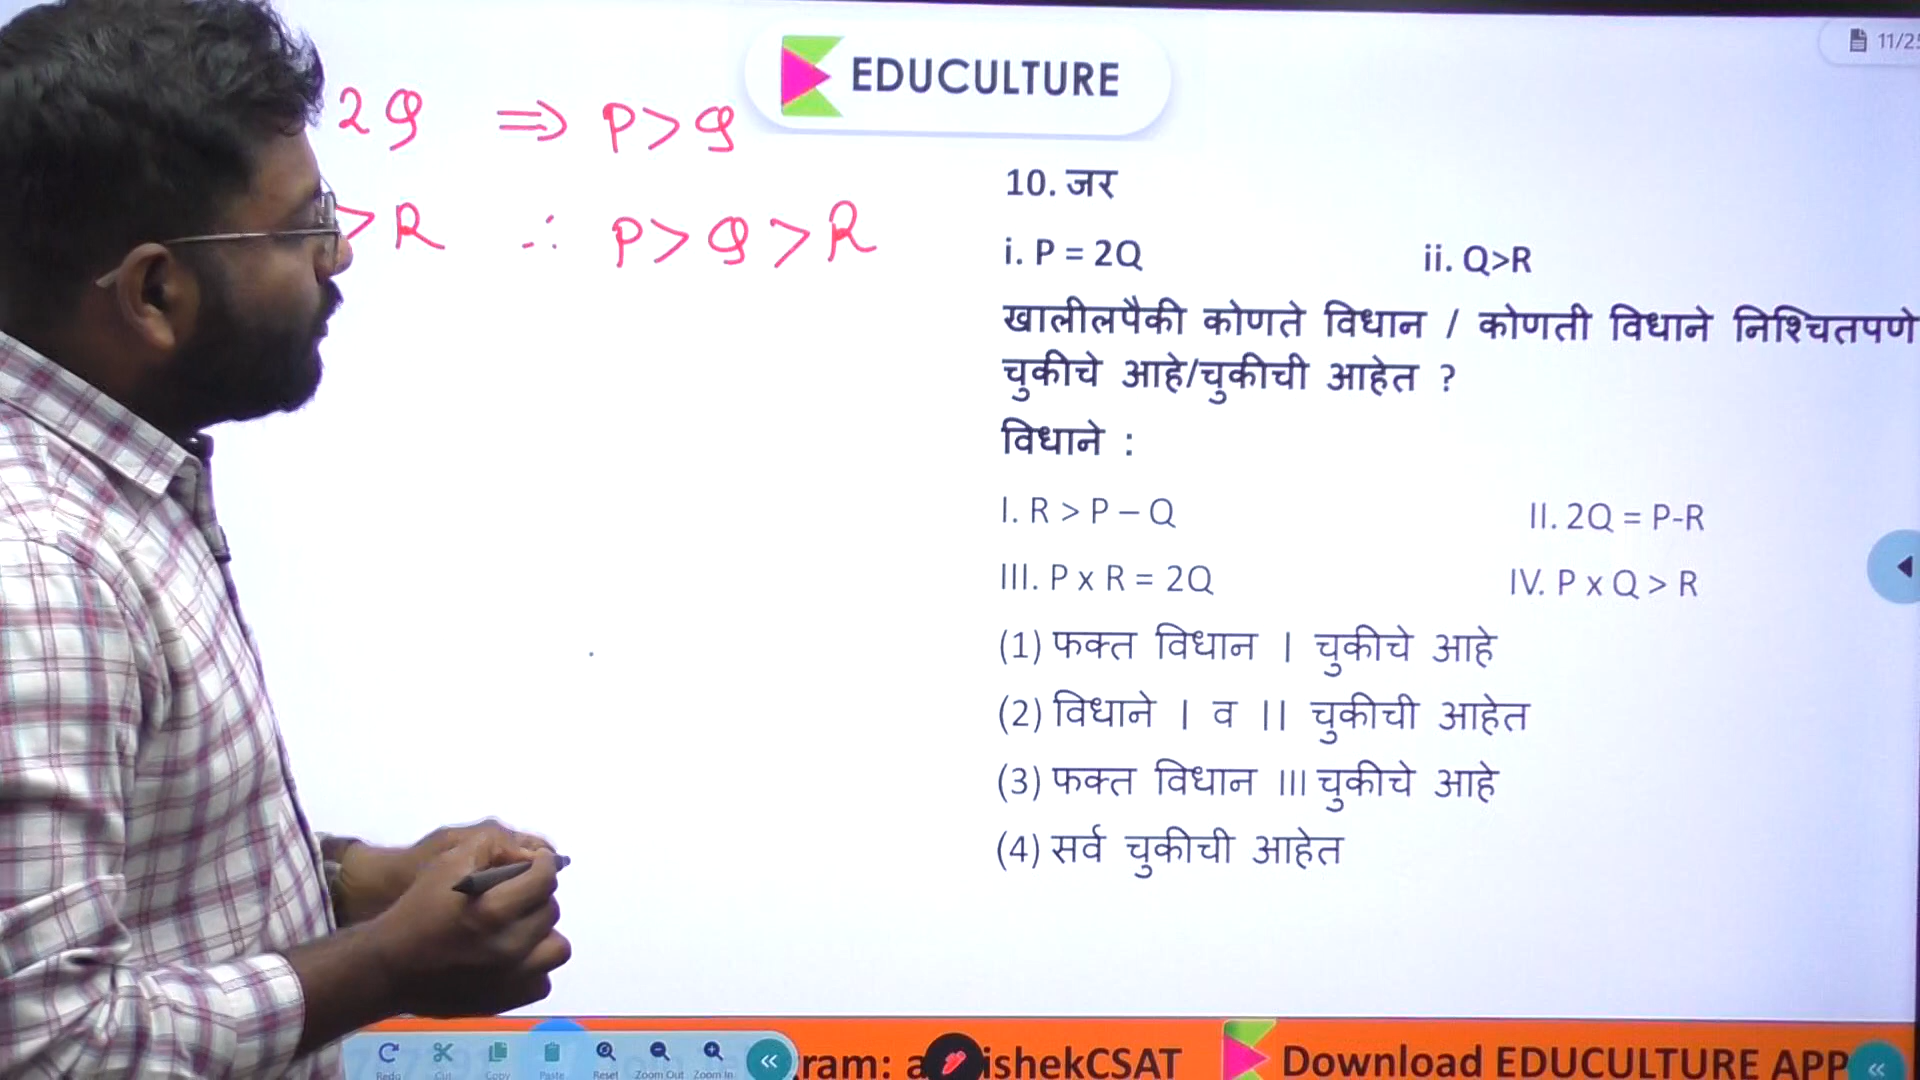 EDUCULTURE
11/25
2Q ⇒ P>Q
>R ∴ P>Q>R
10. जर
i. P = 2Q ii. Q>R
खालीलपैकी कोणते विधान / कोणती विधाने निश्चितपणे
चुकीचे आहे/चुकीची आहेत ?
विधाने :
I. R > P – Q II. 2Q = P-R
III. P x R = 2Q IV. P x Q > R
(1) फक्त विधान I चुकीचे आहे
(2) विधाने I व II चुकीची आहेत
(3) फक्त विधान III चुकीचे आहे
(4) सर्व चुकीची आहेत
Redo Cut Copy Paste Reset Zoom Out Zoom In
ram: a ishekCSAT Download EDUCULTURE APP